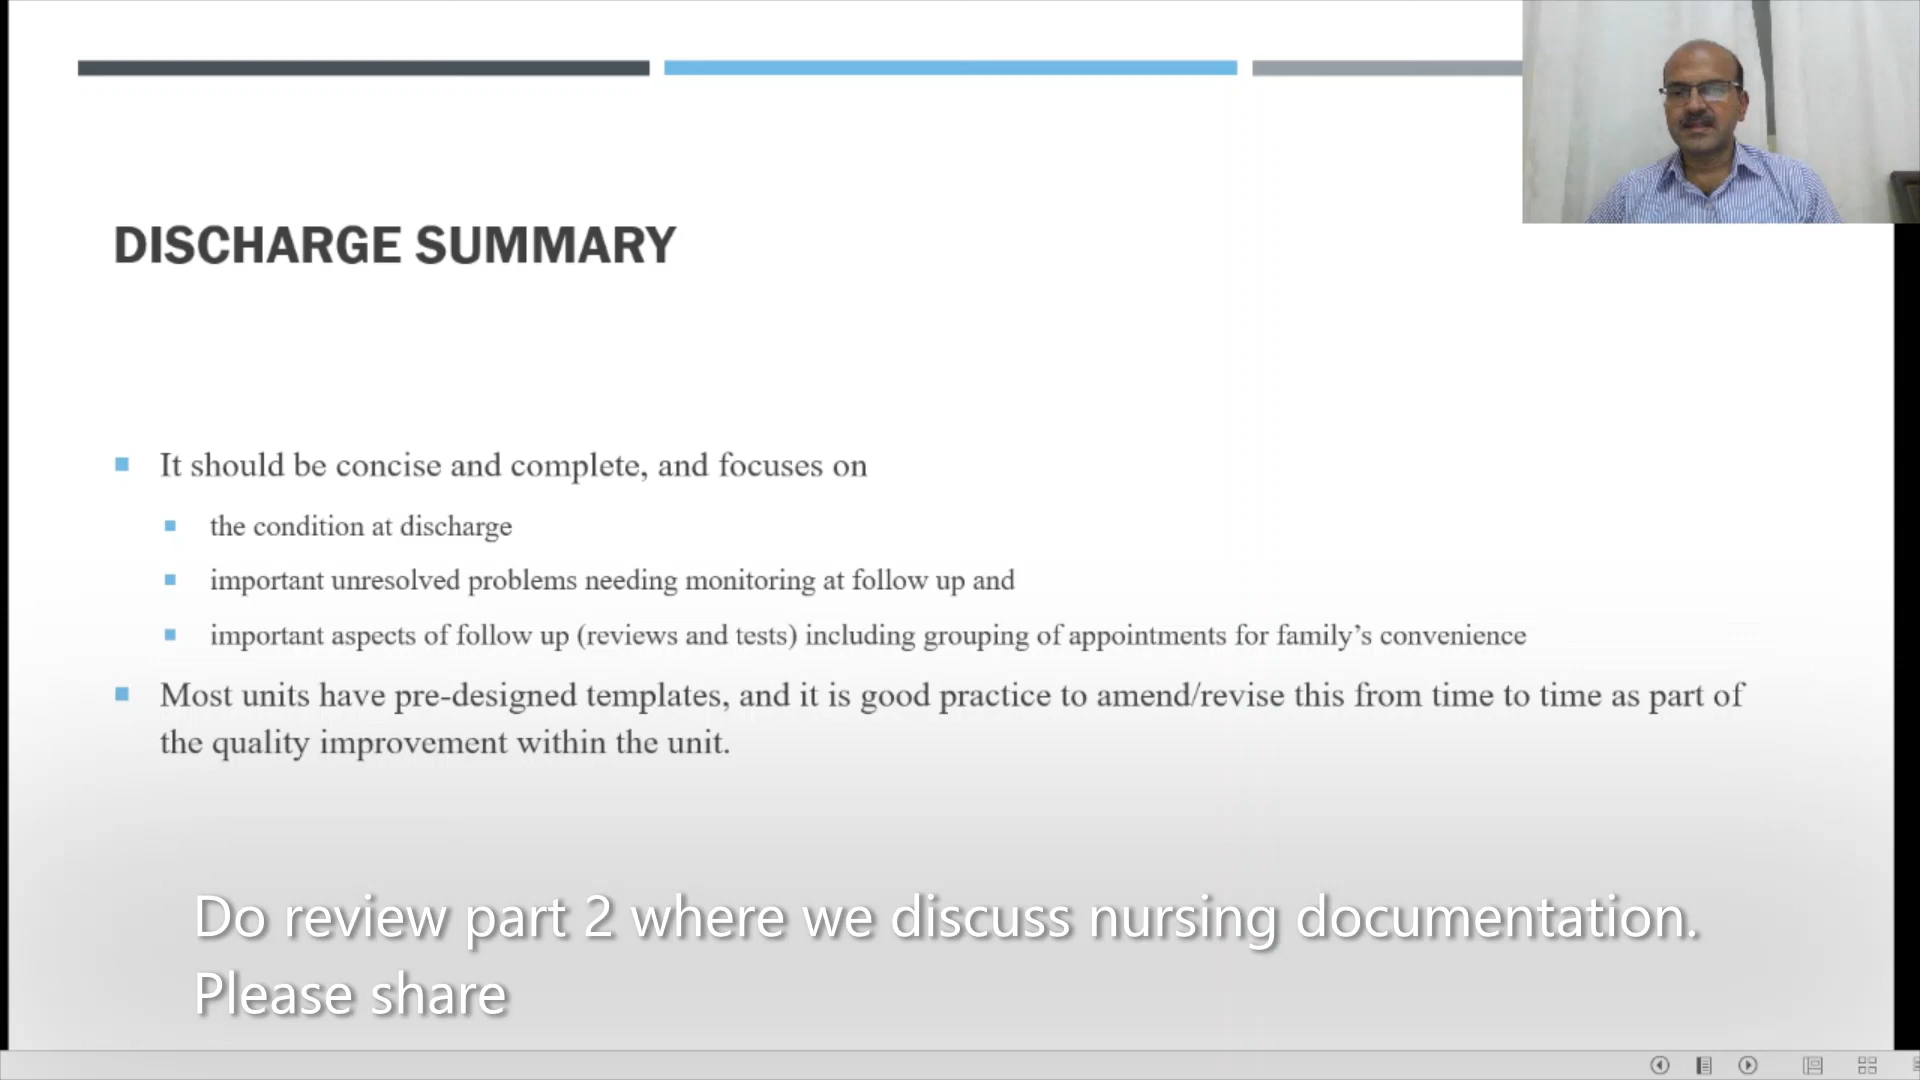 DISCHARGE SUMMARY
It should be concise and complete, and focuses on
the condition at discharge
important unresolved problems needing monitoring at follow up and
important aspects of follow up (reviews and tests) including grouping of appointments for family’s convenience
Most units have pre-designed templates, and it is good practice to amend/revise this from time to time as part of
the quality improvement within the unit.
Do review part 2 where we discuss nursing documentation.
Please share